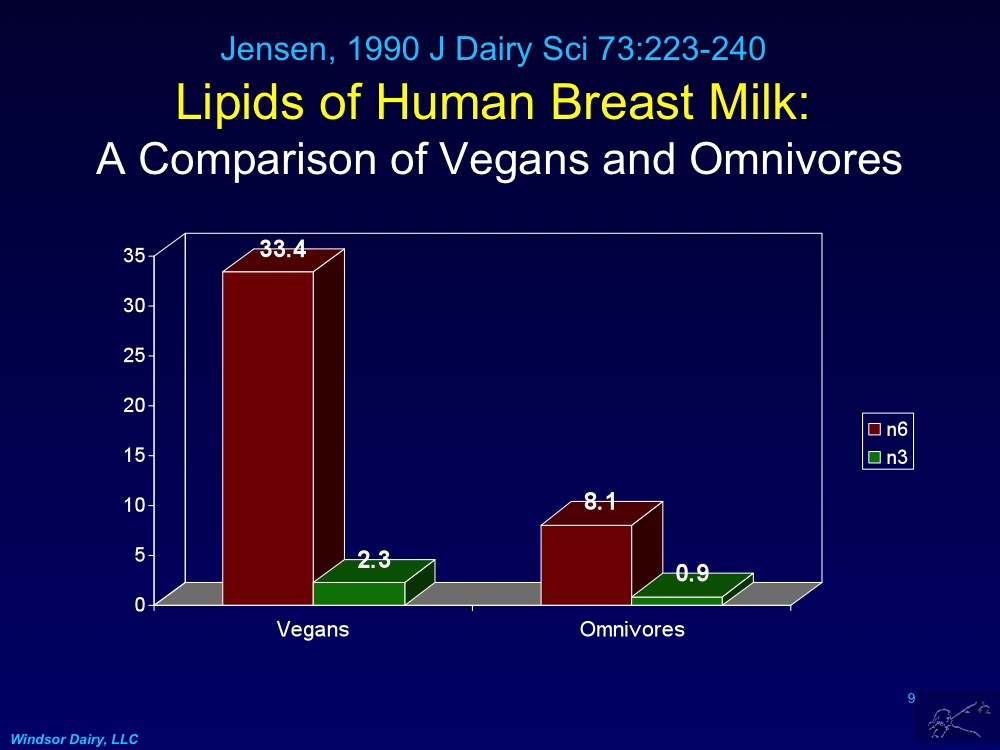 Jensen, 1990 J Dairy Sci 73:223-240
Lipids of Human Breast Milk:
A Comparison of Vegans and Omnivores
35
30
25
20
15
10
5
0
33.4
2.3
8.1
0.9
Vegans
Omnivores
n6
n3
9
Windsor Dairy, LLC